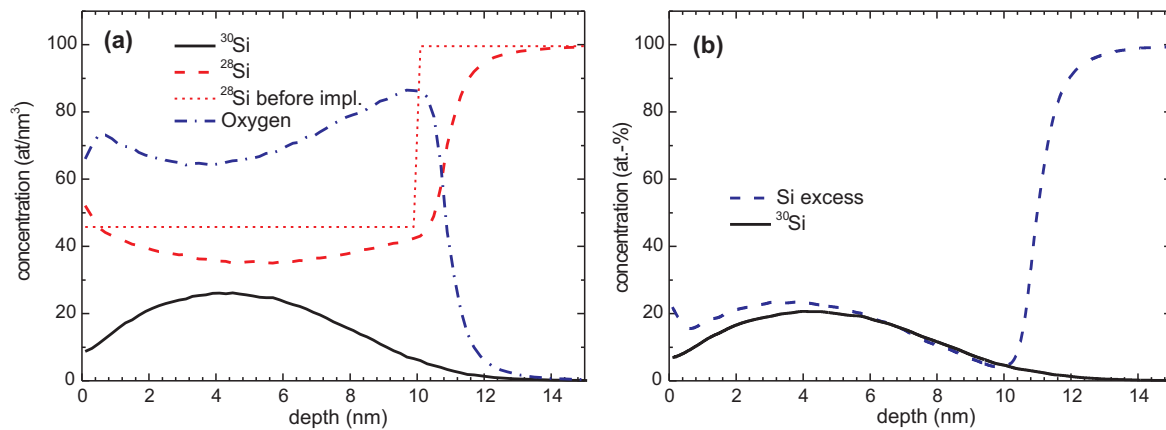 (a)
³⁰Si
²⁸Si
²⁸Si before impl.
Oxygen
concentration (at/nm³)
100
80
60
40
20
0
0 2 4 6 8 10 12 14
depth (nm)
(b)
Si excess
³⁰Si
concentration (at.-%)
100
80
60
40
20
0
0 2 4 6 8 10 12 14
depth (nm)